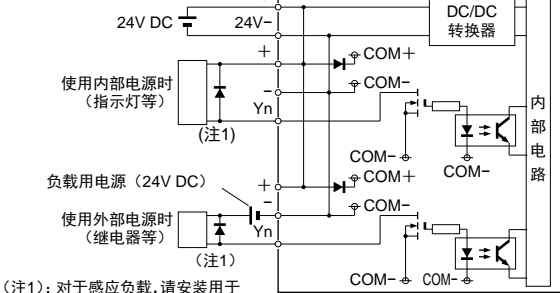 24V DC
24V−
DC/DC
转换器
+
COM+
使用内部电源时
（指示灯等）
−
COM−
Yn
(注1)
内
部
电
路
COM−
COM−
负载用电源（24V DC）
+
COM+
−
COM−
使用外部电源时
（继电器等）
Yn
（注1）
COM−
COM−
（注1）：对于感应负载，请安装用于